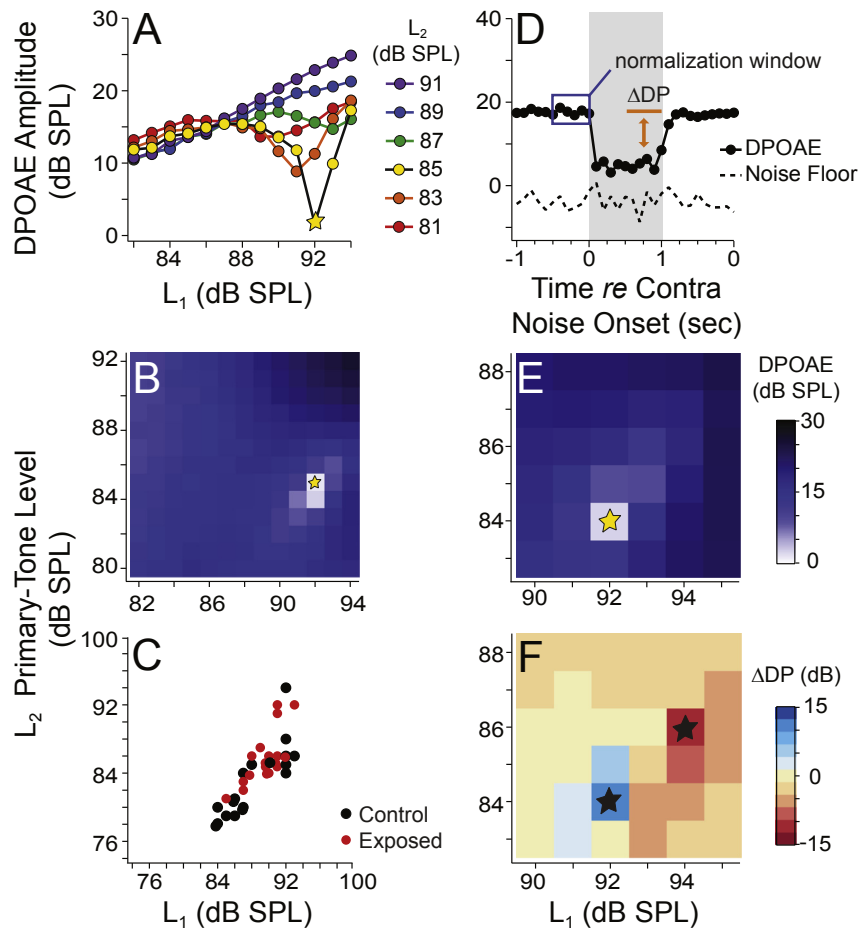 A
DPOAE Amplitude
(dB SPL)
30
20
15
10
0
84
88
92
L₁ (dB SPL)
L₂
(dB SPL)
91
89
87
85
83
81
D
normalization window
ΔDP
40
20
0
DPOAE
Noise Floor
-1
0
1
0
Time re Contra
Noise Onset (sec)
L₂ Primary-Tone Level
(dB SPL)
B
92
88
84
80
82
86
90
94
E
88
86
84
90
92
94
DPOAE
(dB SPL)
30
15
0
C
100
92
84
76
76
84
92
100
Control
Exposed
L₁ (dB SPL)
F
88
86
84
90
92
94
L₁ (dB SPL)
ΔDP (dB)
15
0
-15